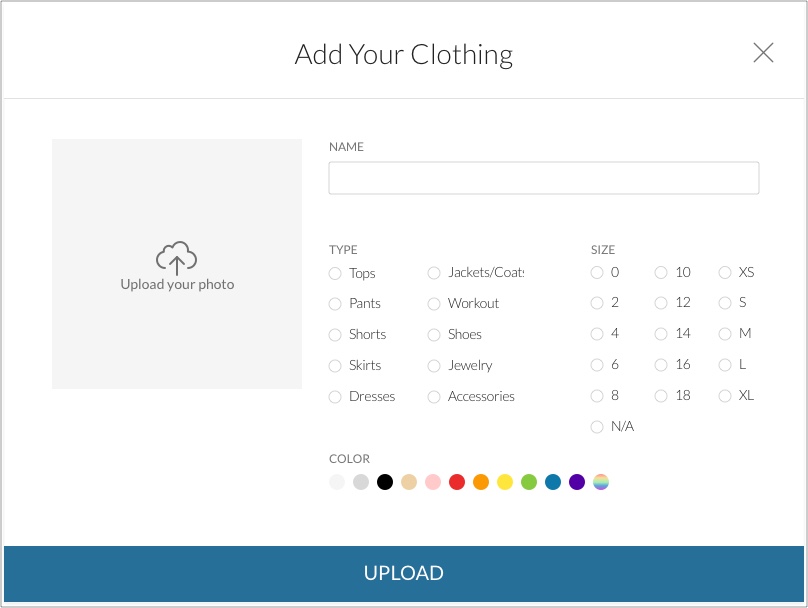 Add Your Clothing
Upload your photo
NAME
TYPE
Tops
Jackets/Coats
Pants
Workout
Shorts
Shoes
Skirts
Jewelry
Dresses
Accessories
SIZE
0 10 XS
2 12 S
4 14 M
6 16 L
8 18 XL
N/A
COLOR
UPLOAD